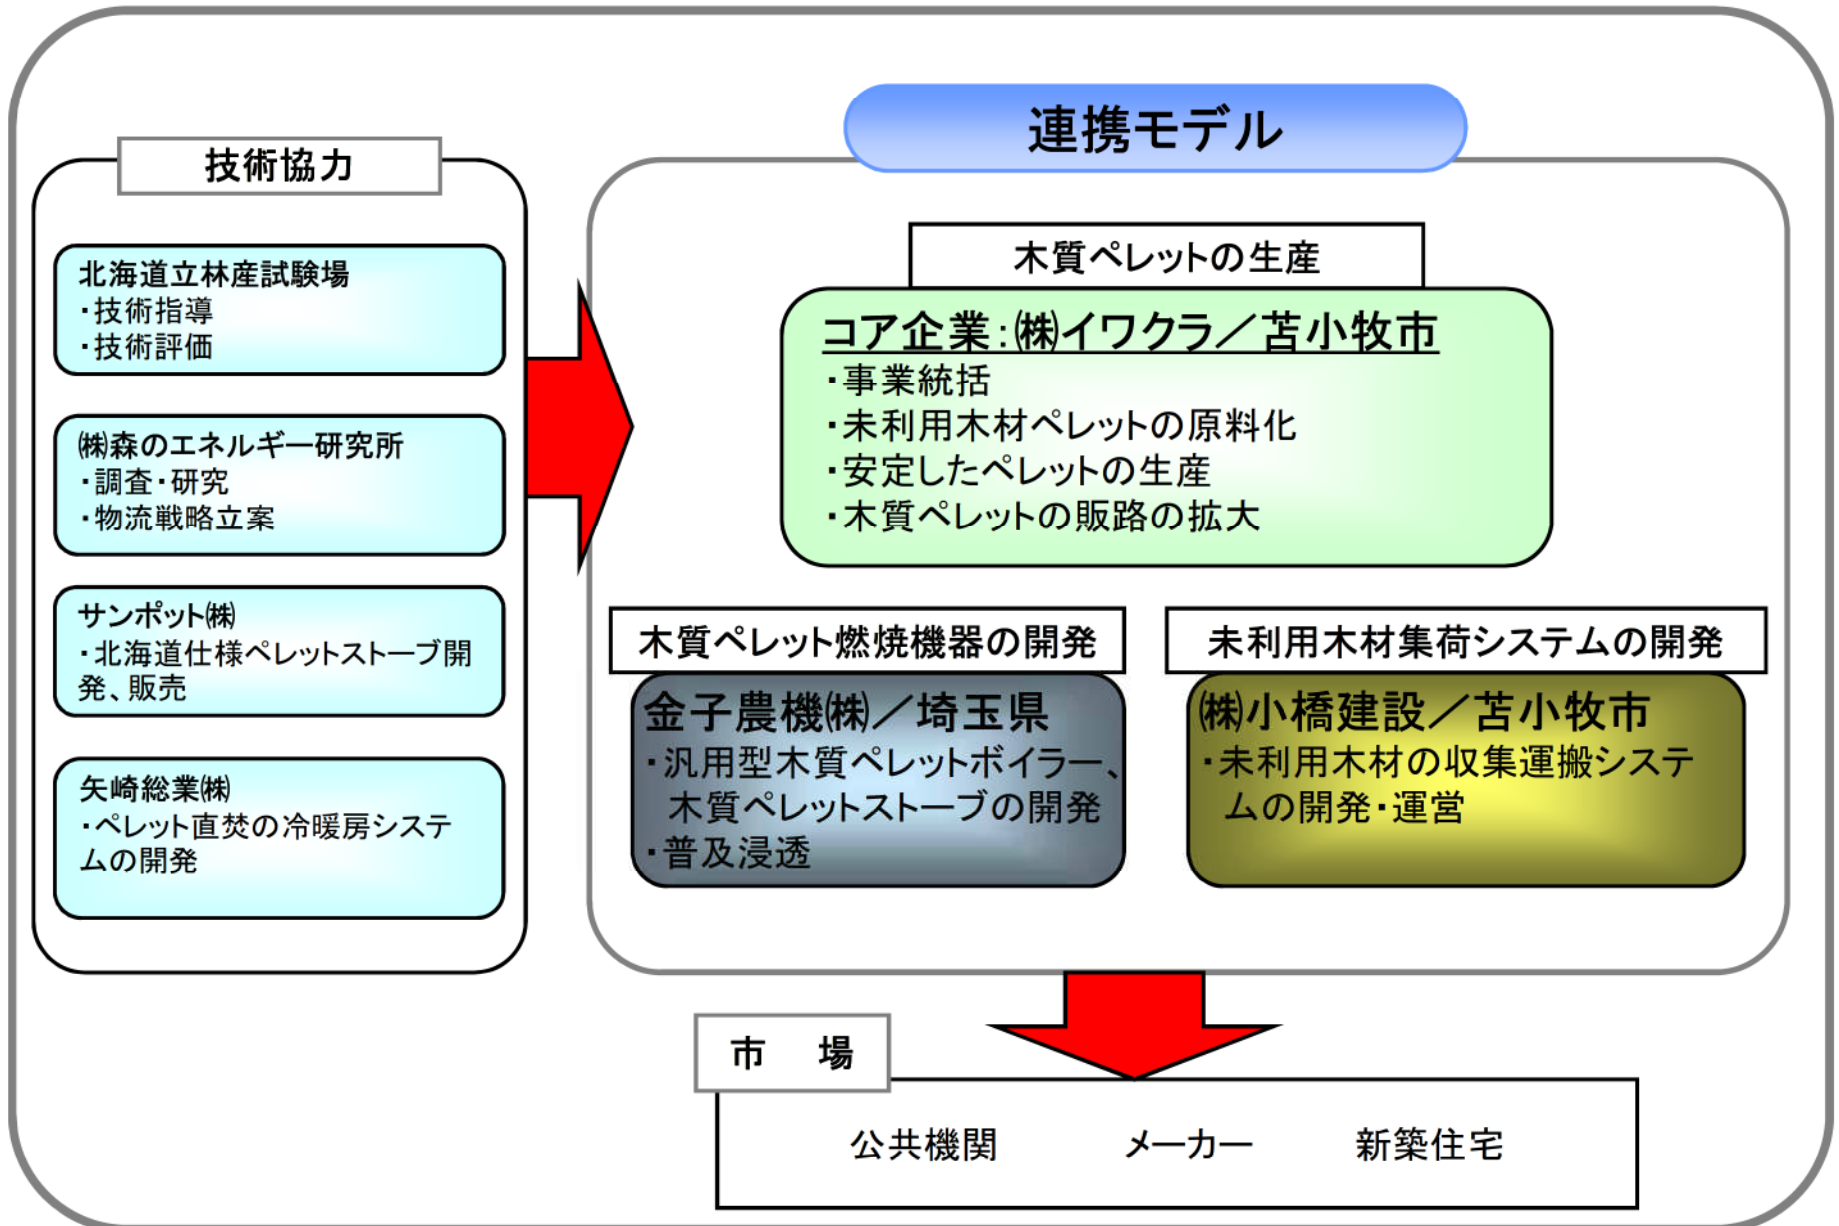 連携モデル
技術協力
北海道立林産試験場
・技術指導
・技術評価
㈱森のエネルギー研究所
・調査・研究
・物流戦略立案
サンポット㈱
・北海道仕様ペレットストーブ開
発、販売
矢崎総業㈱
・ペレット直焚の冷暖房システ
ムの開発
木質ペレットの生産
コア企業：㈱イワクラ／苫小牧市
・事業統括
・未利用木材ペレットの原料化
・安定したペレットの生産
・木質ペレットの販路の拡大
木質ペレット燃焼機器の開発
金子農機㈱／埼玉県
・汎用型木質ペレットボイラー、
木質ペレットストーブの開発
・普及浸透
未利用木材集荷システムの開発
㈱小橋建設／苫小牧市
・未利用木材の収集運搬システ
ムの開発・運営
市　場
公共機関　メーカー　新築住宅